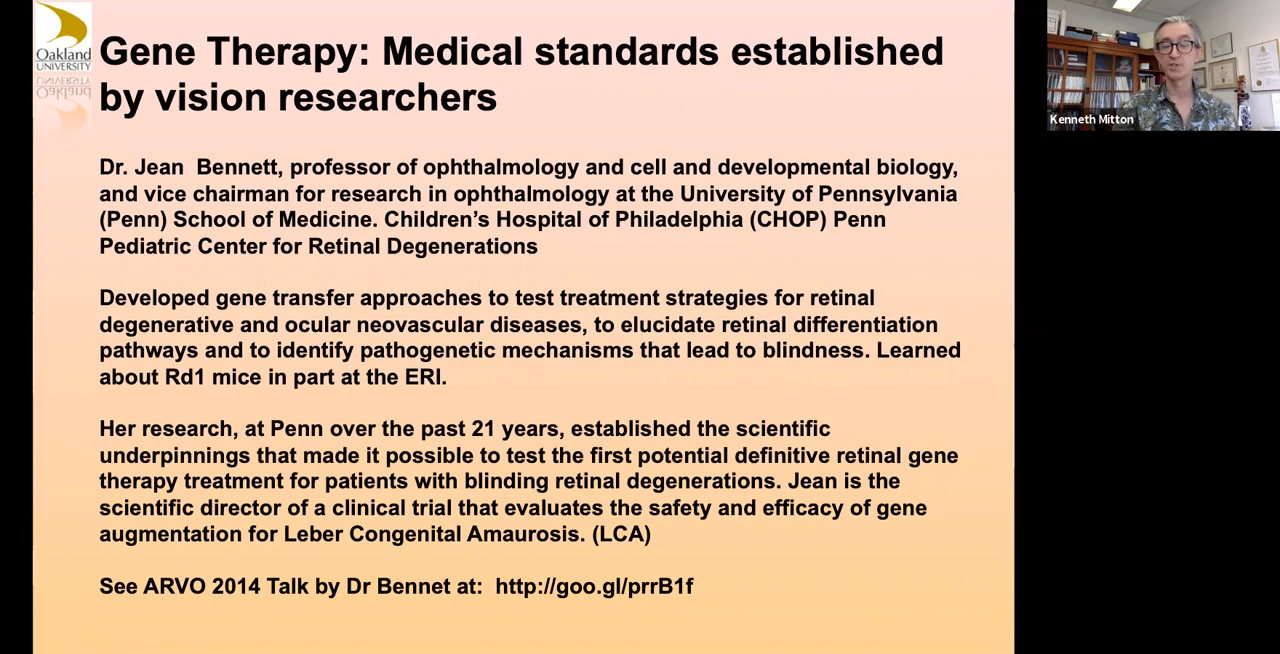 Oakland
UNIVERSITY
Gene Therapy: Medical standards established
by vision researchers
Kenneth Mitton
Dr. Jean  Bennett, professor of ophthalmology and cell and developmental biology,
and vice chairman for research in ophthalmology at the University of Pennsylvania
(Penn) School of Medicine. Children’s Hospital of Philadelphia (CHOP) Penn
Pediatric Center for Retinal Degenerations
Developed gene transfer approaches to test treatment strategies for retinal
degenerative and ocular neovascular diseases, to elucidate retinal differentiation
pathways and to identify pathogenetic mechanisms that lead to blindness. Learned
about Rd1 mice in part at the ERI.
Her research, at Penn over the past 21 years, established the scientific
underpinnings that made it possible to test the first potential definitive retinal gene
therapy treatment for patients with blinding retinal degenerations. Jean is the
scientific director of a clinical trial that evaluates the safety and efficacy of gene
augmentation for Leber Congenital Amaurosis. (LCA)
See ARVO 2014 Talk by Dr Bennet at:  http://goo.gl/prrB1f